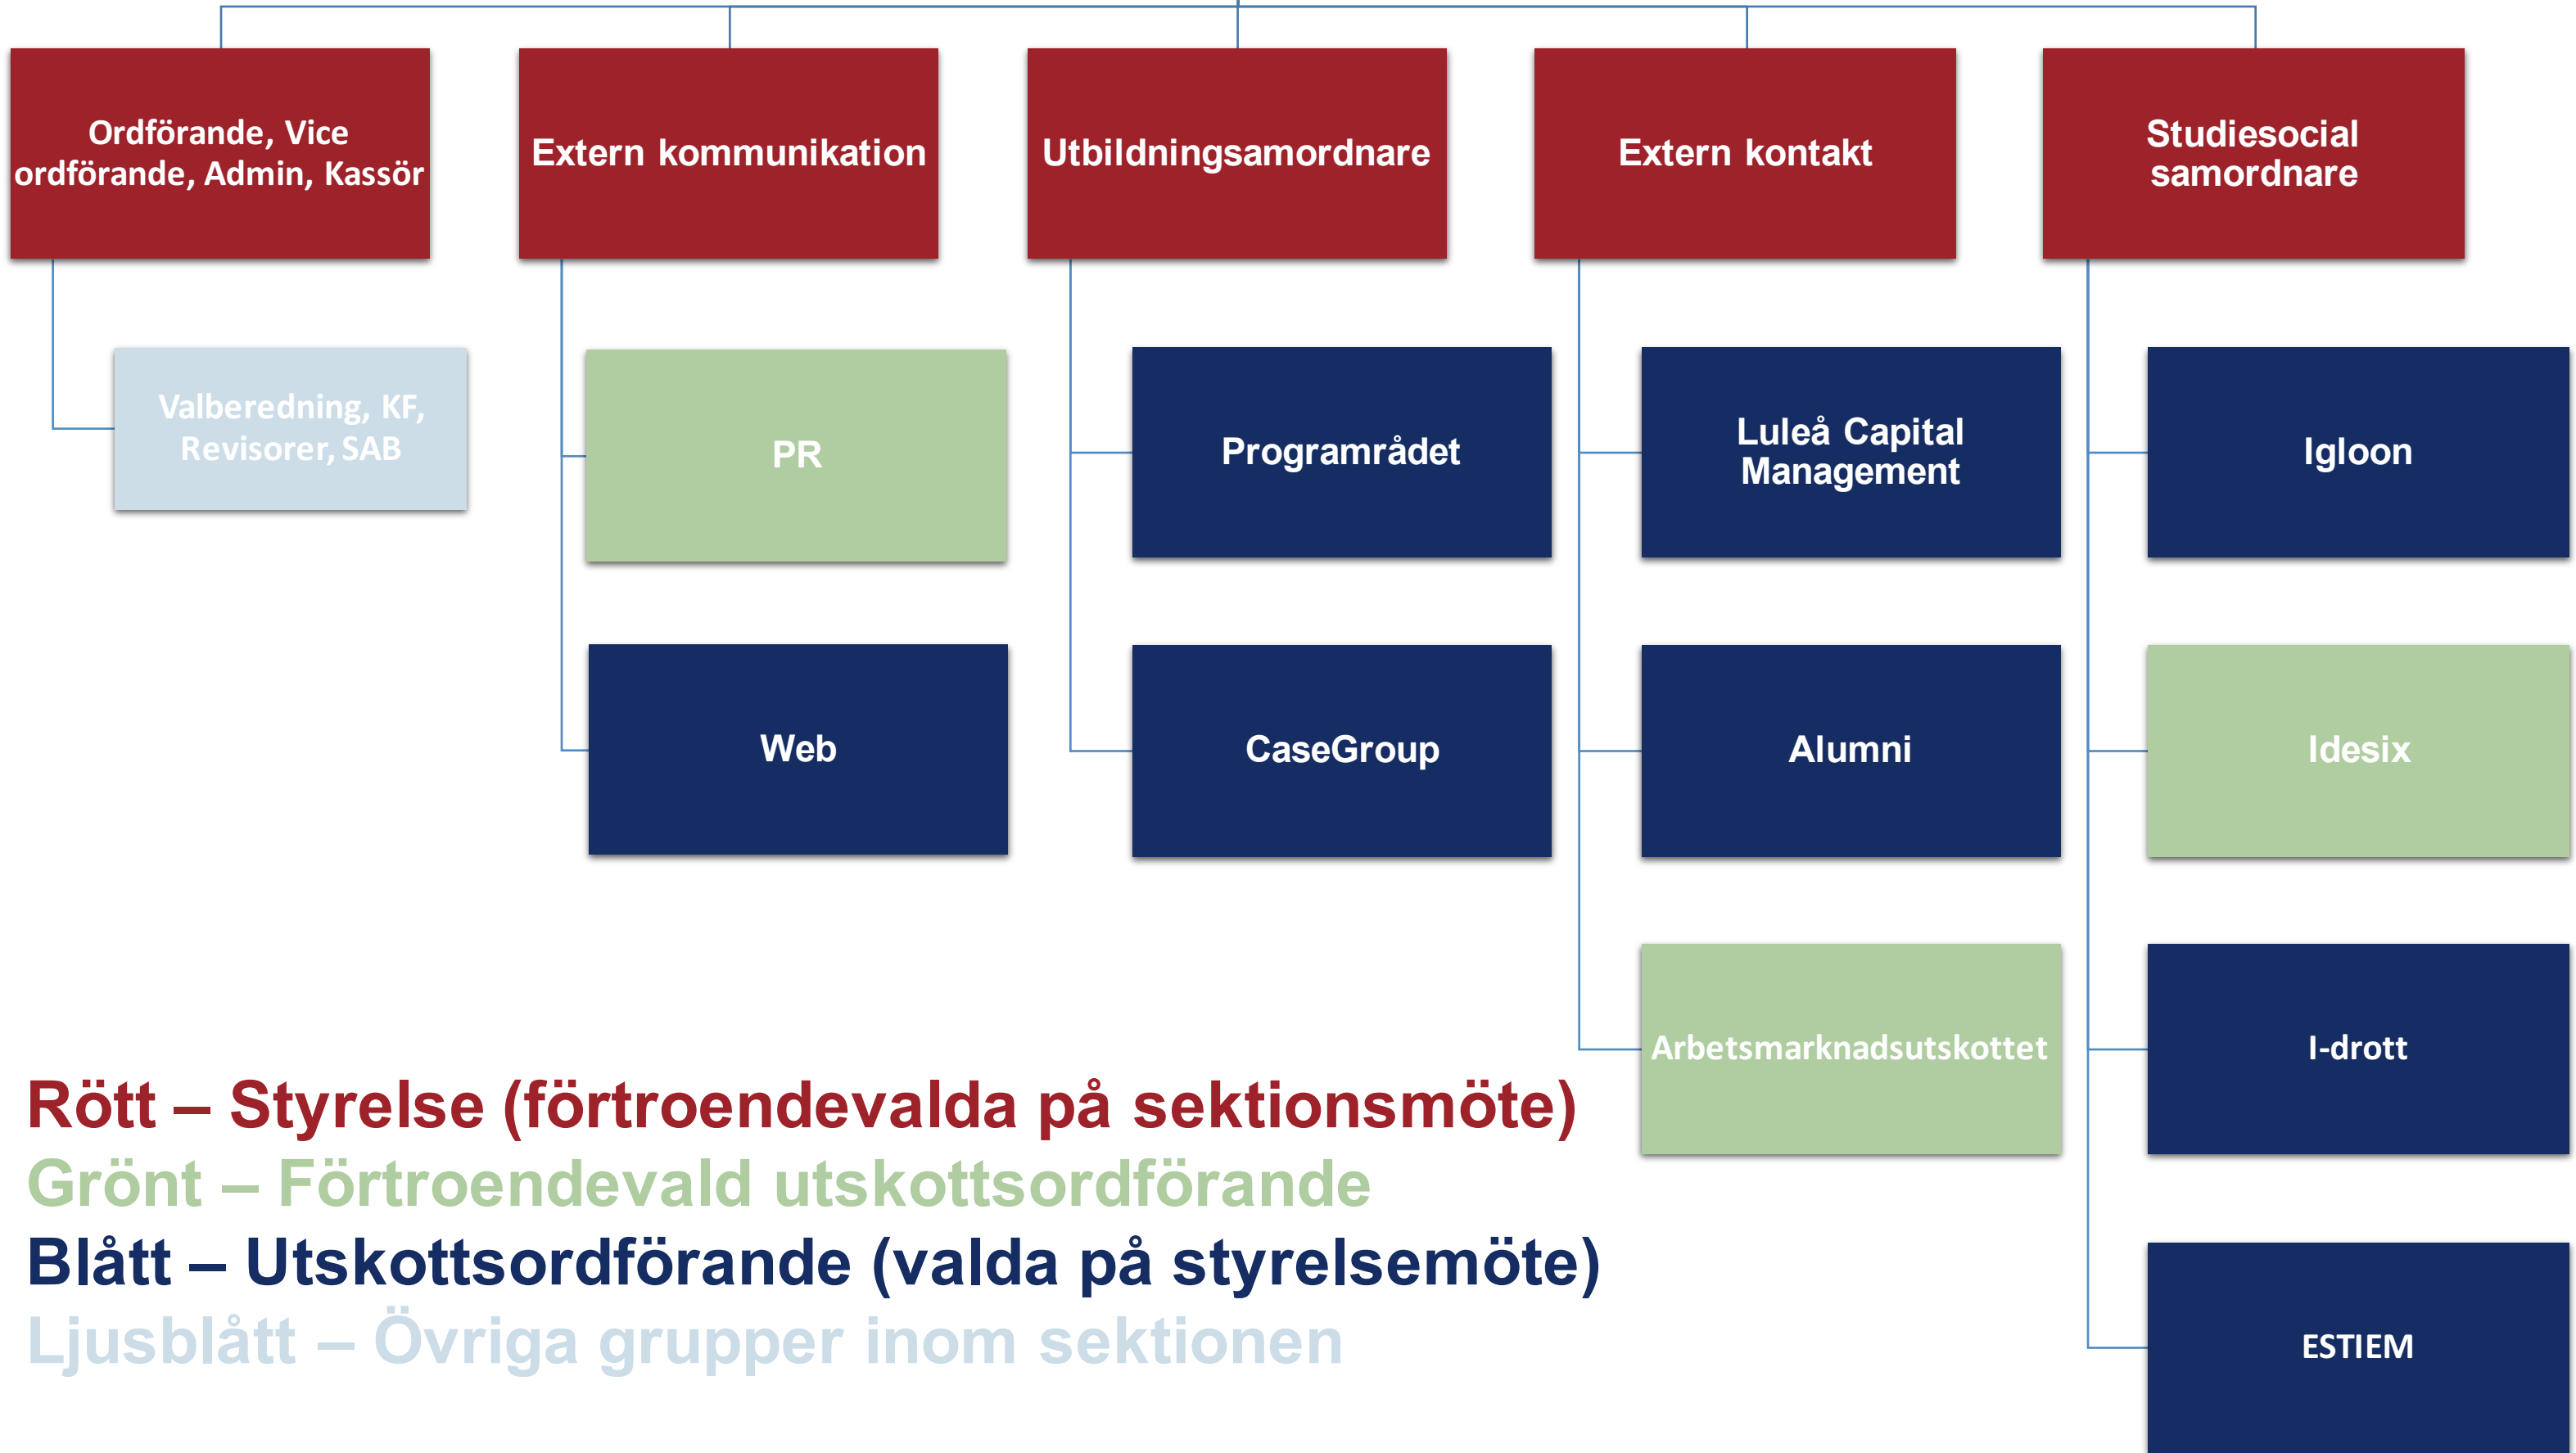 Ordförande, Vice
ordförande, Admin, Kassör
Extern kommunikation
Utbildningsamordnare
Extern kontakt
Studiesocial
samordnare
Valberedning, KF,
Revisorer, SAB
PR
Programrådet
Luleå Capital
Management
Igloon
Web
CaseGroup
Alumni
Idesix
Arbetsmarknadsutskottet
I-drott
ESTIEM
Rött – Styrelse (förtroendevalda på sektionsmöte)
Grönt – Förtroendevald utskottsordförande
Blått – Utskottsordförande (valda på styrelsemöte)
Ljusblått – Övriga grupper inom sektionen